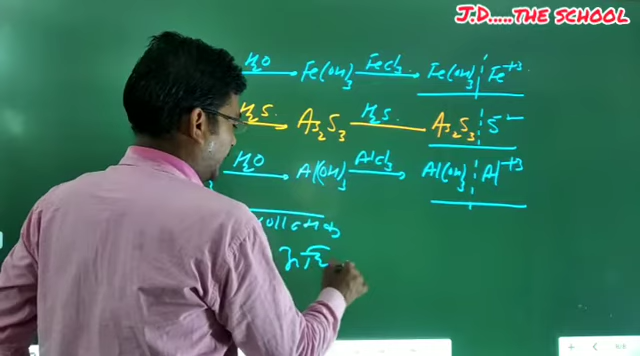 J.D.....THE SCHOOL
H₂O → Fe(OH)₃ FeCl₃ → Fe(OH)₃ ¦ Fe⁺³
H₂S. → As₂S₃ H₂S. As₂S₃ ¦ S²⁻
H₂O → Al(OH)₃ AlCl₃ → Al(OH)₃ ¦ Al⁺³